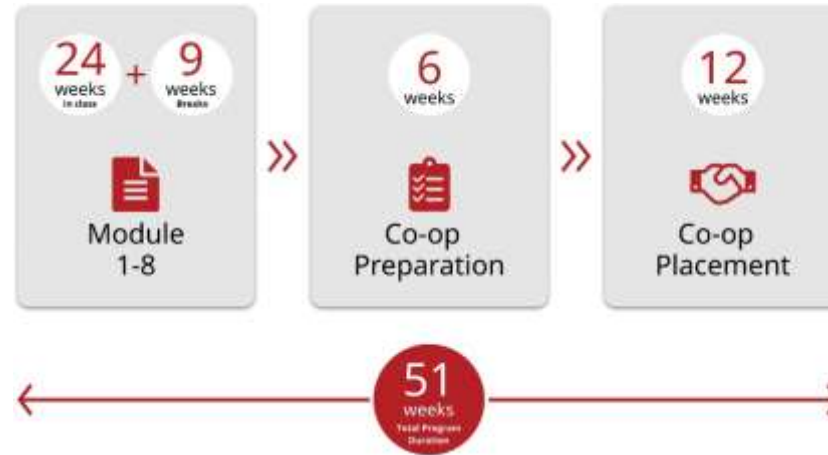 24
weeks
In class
+
9
weeks
Breaks
Module
1-8
6
weeks
Co-op
Preparation
12
weeks
Co-op
Placement
51
weeks
Total Program
Duration